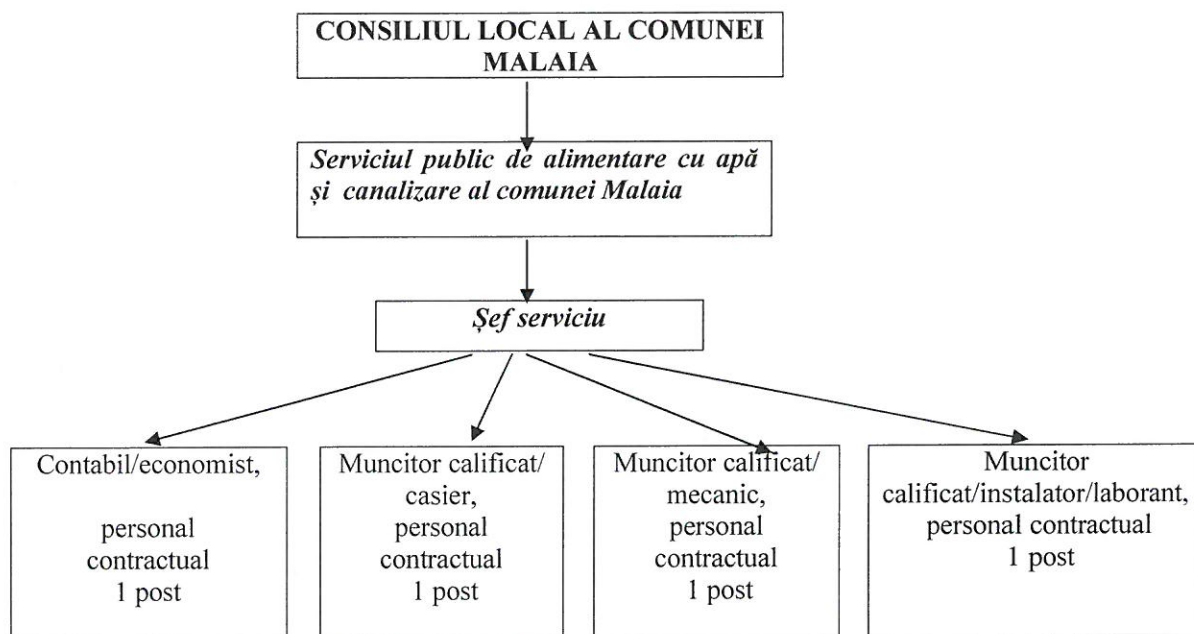 CONSILIUL LOCAL AL COMUNEI
MALAIA
Serviciul public de alimentare cu apă
și canalizare al comunei Malaia
Șef serviciu
Contabil/economist,
personal
contractual
1 post
Muncitor calificat/
casier,
personal
contractual
1 post
Muncitor calificat/
mecanic,
personal
contractual
1 post
Muncitor
calificat/instalator/laborant,
personal contractual
1 post